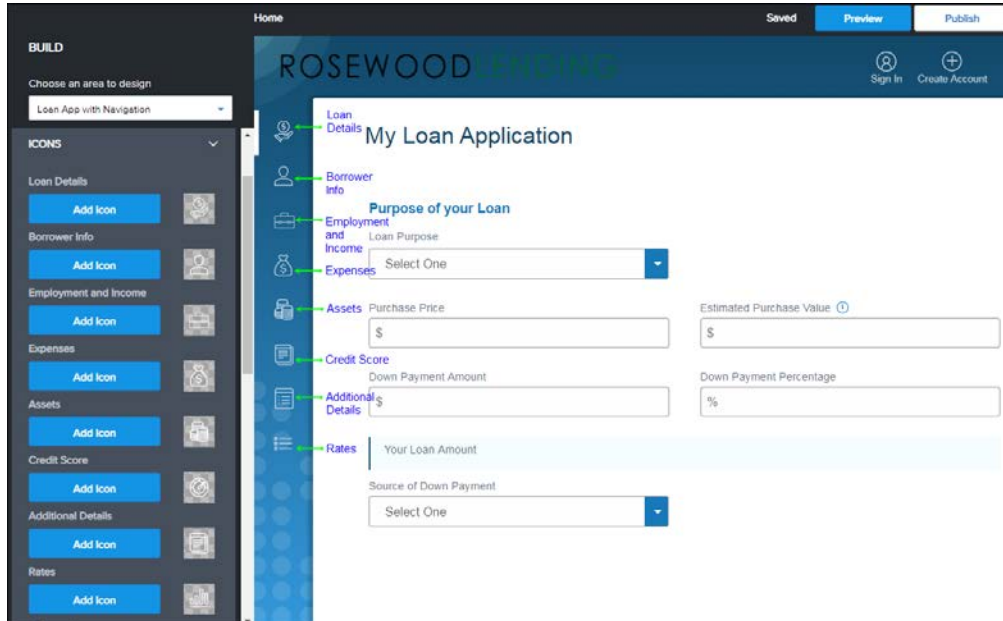 Home
Saved
Preview
Publish
BUILD
Choose an area to design
Loan App with Navigation
ICONS
Loan Details
Add Icon
Borrower Info
Add Icon
Employment and Income
Add Icon
Expenses
Add Icon
Assets
Add Icon
Credit Score
Add Icon
Additional Details
Add Icon
Rates
Add Icon
ROSEWOODLENDING
Sign In
Create Account
Loan
Details
Borrower
Info
Employment
and
Income
Expenses
Assets
Credit Score
Additional
Details
Rates
My Loan Application
Purpose of your Loan
Loan Purpose
Select One
Purchase Price
Estimated Purchase Value
$
$
Down Payment Amount
Down Payment Percentage
$
%
Your Loan Amount
Source of Down Payment
Select One